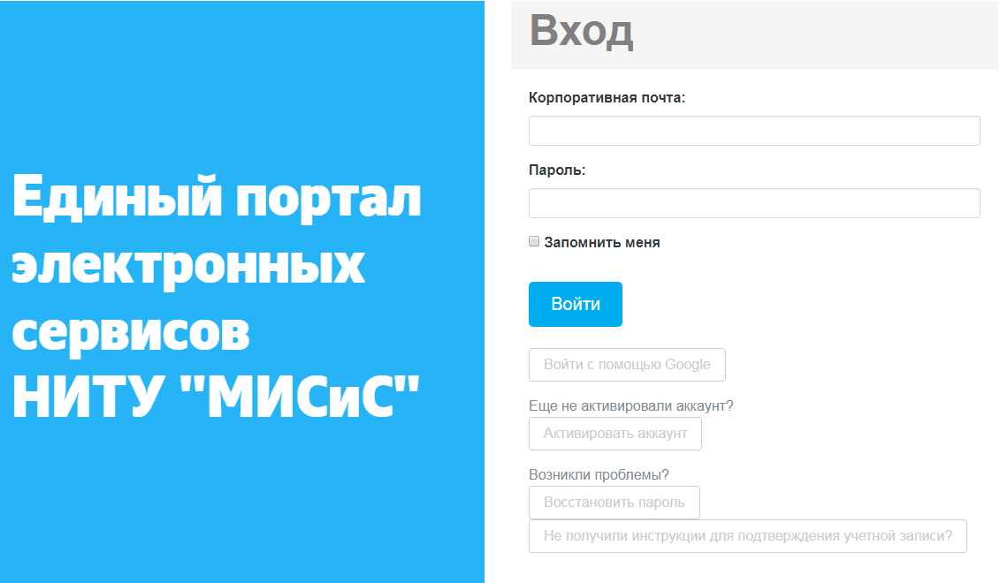 Единый портал
электронных
сервисов
НИТУ "МИСиС"
Вход
Корпоративная почта:
Пароль:
Запомнить меня
Войти
Войти с помощью Google
Еще не активировали аккаунт?
Активировать аккаунт
Возникли проблемы?
Восстановить пароль
Не получили инструкции для подтверждения учетной записи?